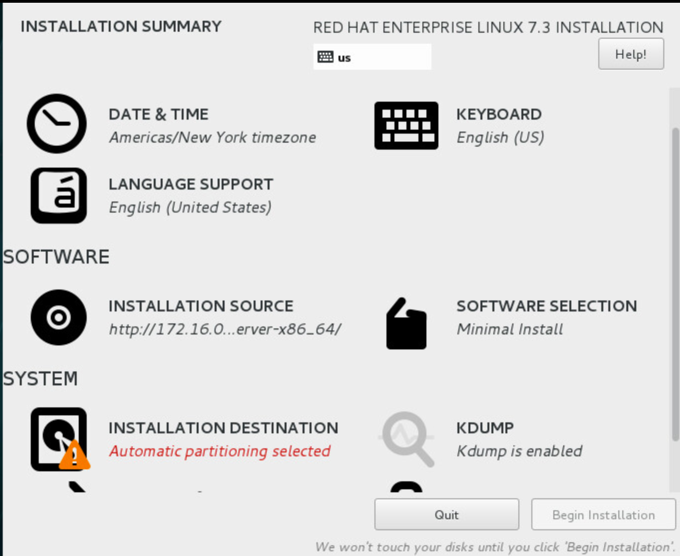 INSTALLATION SUMMARY
RED HAT ENTERPRISE LINUX 7.3 INSTALLATION
us
Help!
DATE & TIME
Americas/New York timezone
KEYBOARD
English (US)
LANGUAGE SUPPORT
English (United States)
SOFTWARE
INSTALLATION SOURCE
http://172.16.0...erver-x86_64/
SOFTWARE SELECTION
Minimal Install
SYSTEM
INSTALLATION DESTINATION
Automatic partitioning selected
KDUMP
Kdump is enabled
Quit
Begin Installation
We won't touch your disks until you click 'Begin Installation'.